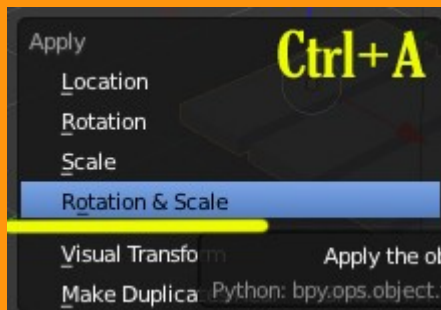 Apply
Ctrl+A
Location
Rotation
Scale
Rotation & Scale
Visual Transfo
Apply the ob
Make Duplica
Python: bpy.ops.object.